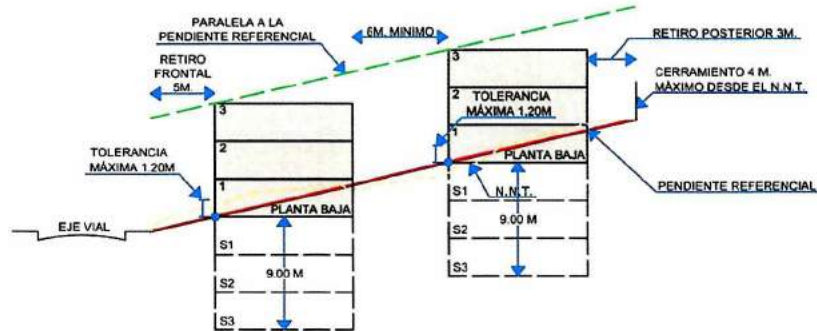 PARALELA A LA
PENDIENTE REFERENCIAL
6M. MINIMO
RETIRO POSTERIOR 3M.
RETIRO
FRONTAL
5M.
CERRAMIENTO 4 M.
MÁXIMO DESDE EL N.N.T.
3
2
TOLERANCIA
MÁXIMA 1.20M
1
PLANTA BAJA
3
2
TOLERANCIA
MÁXIMA 1.20M
1
PLANTA BAJA
N.N.T.
PENDIENTE REFERENCIAL
S1
9.00 M
S2
S3
EJE VIAL
S1
9.00 M
S2
S3